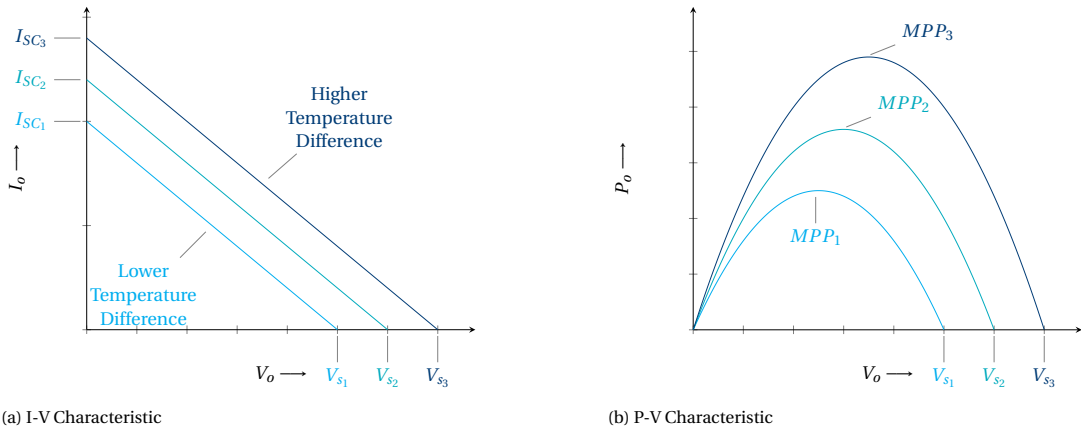 I_{SC_3}
I_{SC_2}
I_{SC_1}
I_o ⟶
Higher
Temperature
Difference
Lower
Temperature
Difference
V_o ⟶ V_{s_1} V_{s_2} V_{s_3}
(a) I-V Characteristic
MPP_3
MPP_2
P_o ⟶
MPP_1
V_o ⟶ V_{s_1} V_{s_2} V_{s_3}
(b) P-V Characteristic